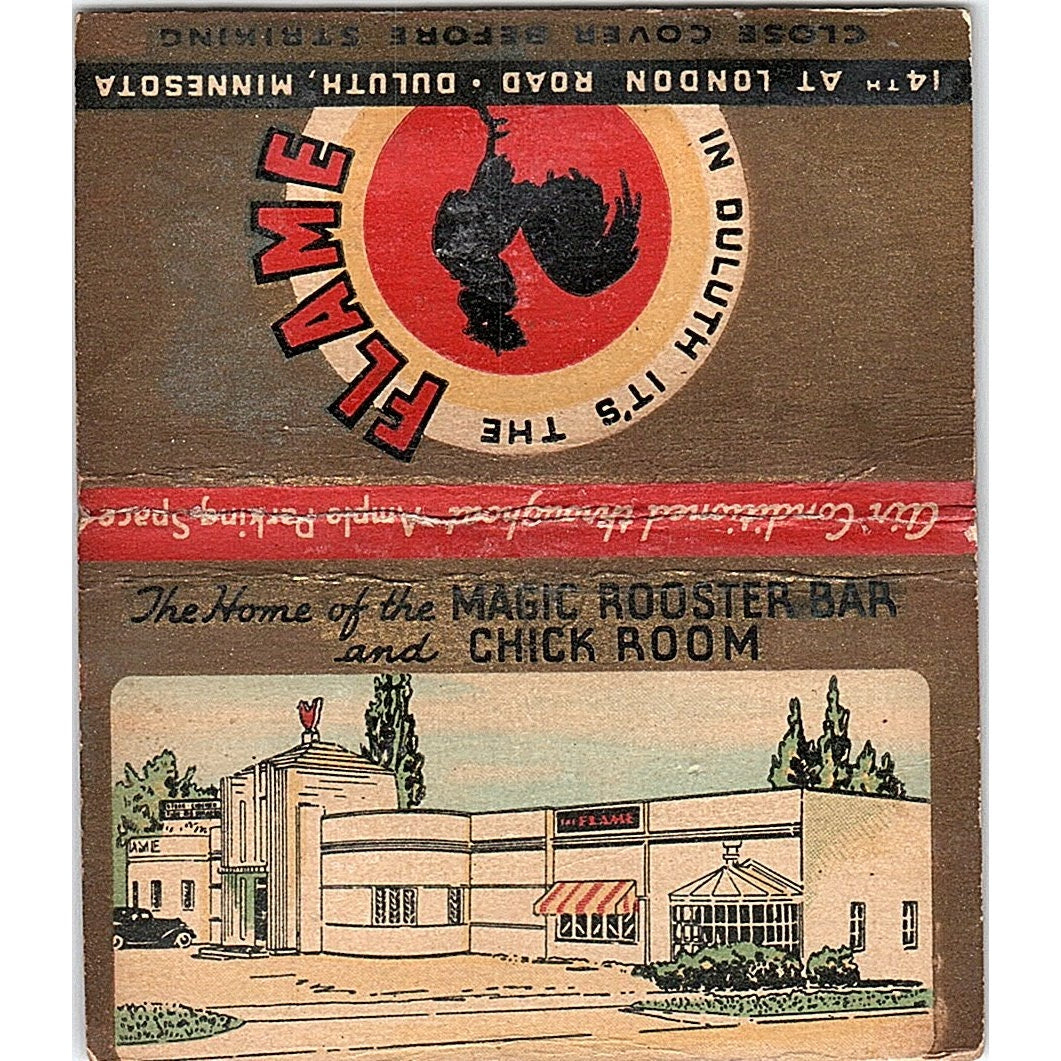 CLOSE COVER BEFORE STRIKING
14TH AT LONDON ROAD · DULUTH, MINNESOTA
IN DULUTH IT'S THE
FLAME
Air Conditioned throughout Ample Parking Space
The Home of the MAGIC ROOSTER BAR
and CHICK ROOM
THE FLAME
AME